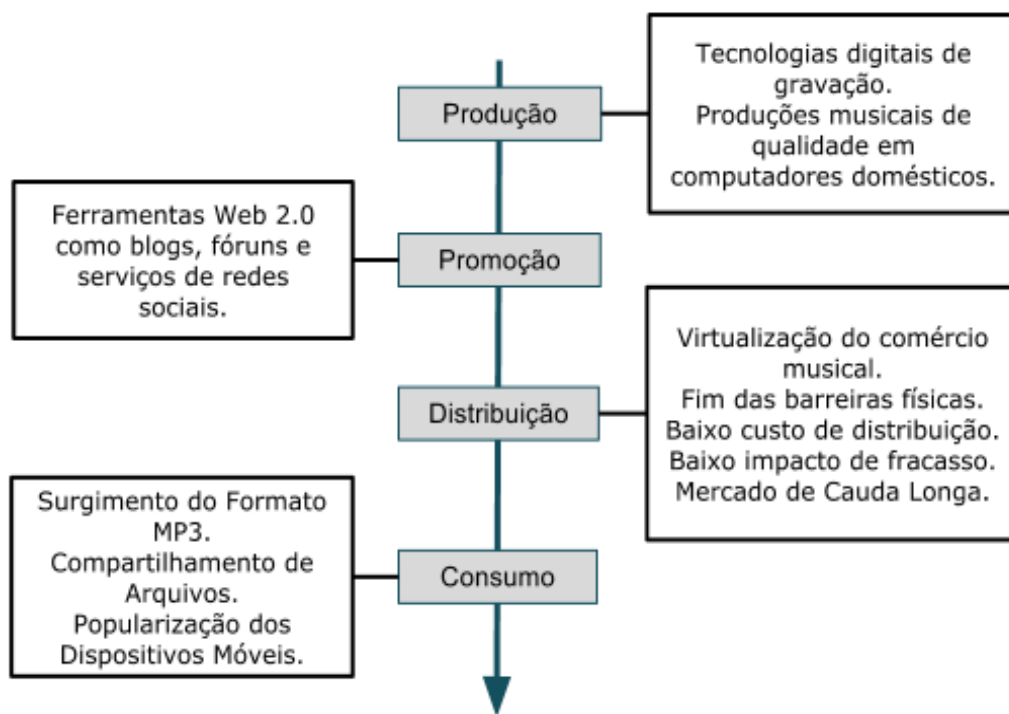 Produção
Tecnologias digitais de
gravação.
Produções musicais de
qualidade em
computadores domésticos.
Promoção
Ferramentas Web 2.0
como blogs, fóruns e
serviços de redes
sociais.
Distribuição
Virtualização do comércio
musical.
Fim das barreiras físicas.
Baixo custo de distribuição.
Baixo impacto de fracasso.
Mercado de Cauda Longa.
Consumo
Surgimento do Formato
MP3.
Compartilhamento de
Arquivos.
Popularização dos
Dispositivos Móveis.